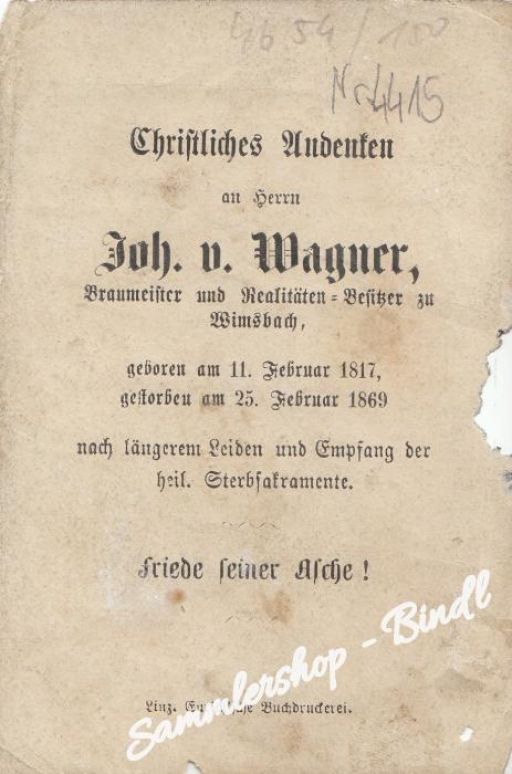 4654/150
Nr 4415
Christliches Andenken
an Herrn
Joh. v. Wagner,
Braumeister und Realitäten-Besitzer zu
Wimsbach,
geboren am 11. Februar 1817,
gestorben am 25. Februar 1869
nach längerem Leiden und Empfang der
heil. Sterbsakramente.
Friede seiner Asche!
Sammlershop - Bindl
Linz. Buchdruckerei.